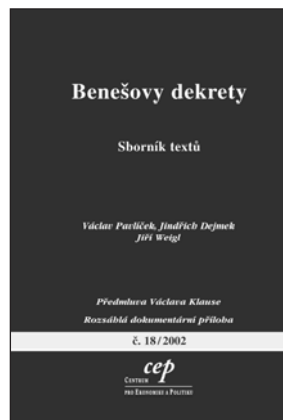 Benešovy dekrety
Sborník textů
Václav Pavlíček, Jindřich Dejmek
Jiří Weigl
Předmluva Václava Klause
Rozsáhlá dokumentární příloha
č. 18/2002
cep
CENTRUM
PRO EKONOMIKU A POLITIKU